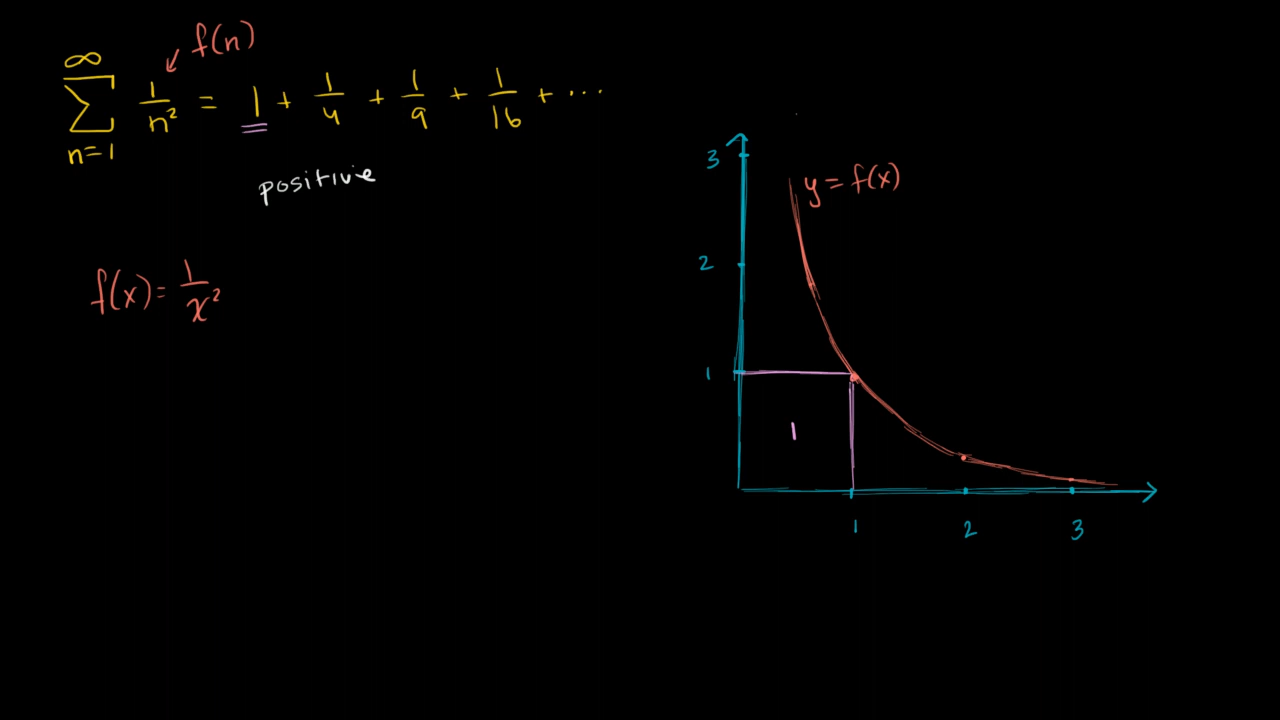 f(n)
∞
∑ 1/n² = 1 + 1/4 + 1/9 + 1/16 + ...
n=1
positive
f(x) = 1/x²
y = f(x)
3
2
1
1
1 2 3